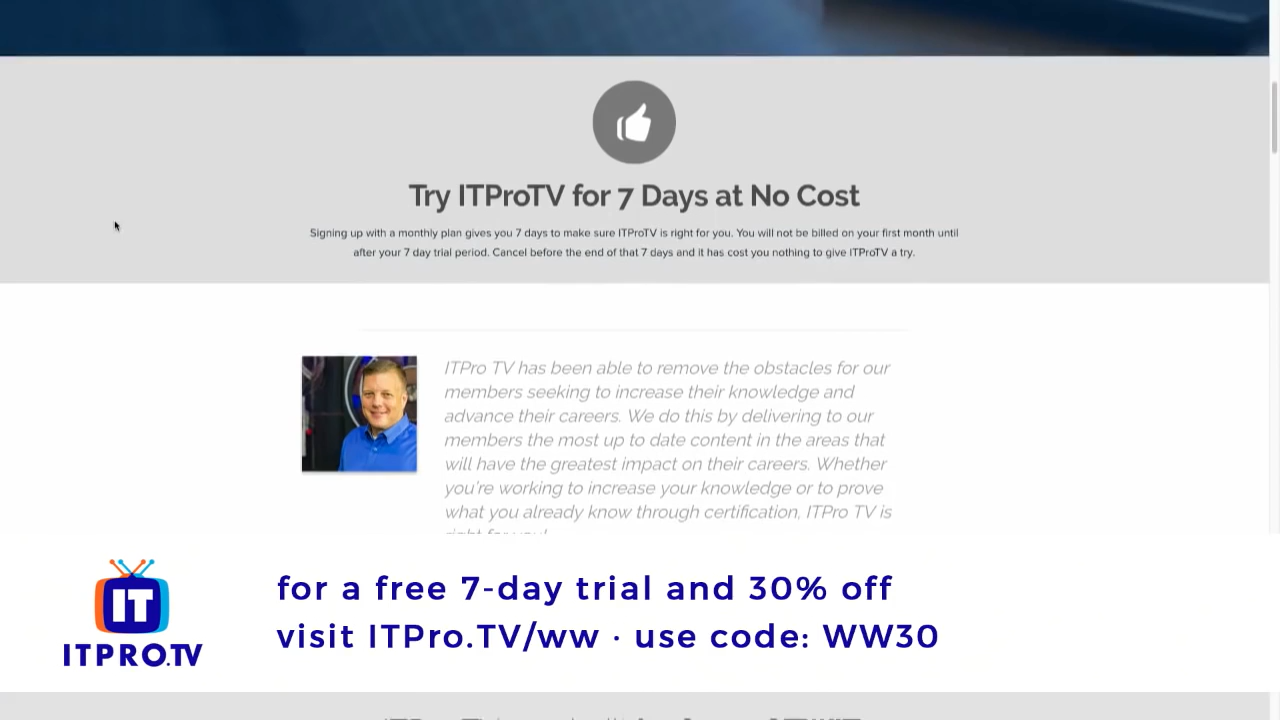 Try ITProTV for 7 Days at No Cost
Signing up with a monthly plan gives you 7 days to make sure ITProTV is right for you. You will not be billed on your first month until
after your 7 day trial period. Cancel before the end of that 7 days and it has cost you nothing to give ITProTV a try.
ITPro TV has been able to remove the obstacles for our
members seeking to increase their knowledge and
advance their careers. We do this by delivering to our
members the most up to date content in the areas that
will have the greatest impact on their careers. Whether
you're working to increase your knowledge or to prove
what you already know through certification, ITPro TV is
right for you!
IT
ITPRO.TV
for a free 7-day trial and 30% off
visit ITPro.TV/ww · use code: WW30